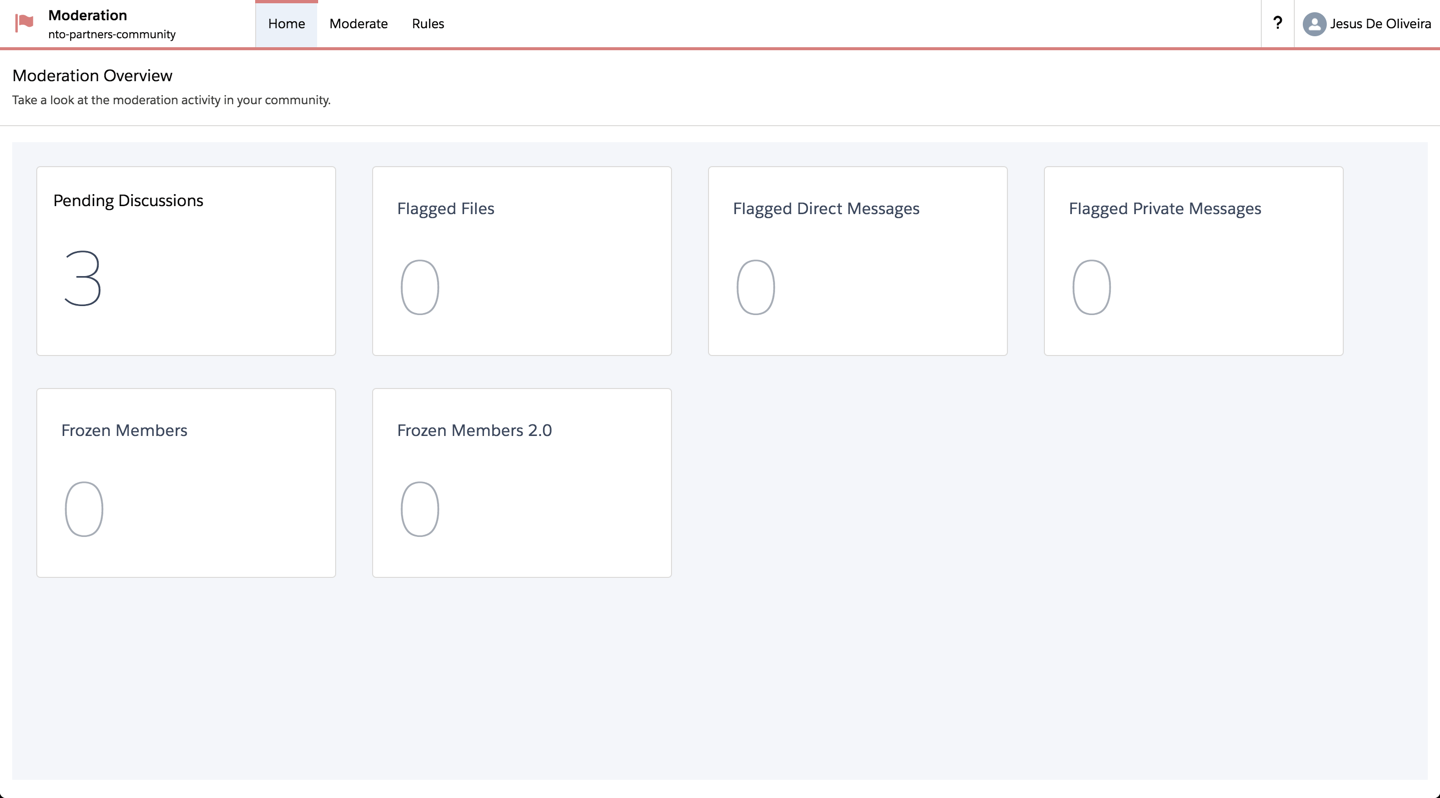 Moderation
nto-partners-community
Home
Moderate
Rules
?
Jesus De Oliveira
Moderation Overview
Take a look at the moderation activity in your community.
Pending Discussions
3
Flagged Files
0
Flagged Direct Messages
0
Flagged Private Messages
0
Frozen Members
0
Frozen Members 2.0
0